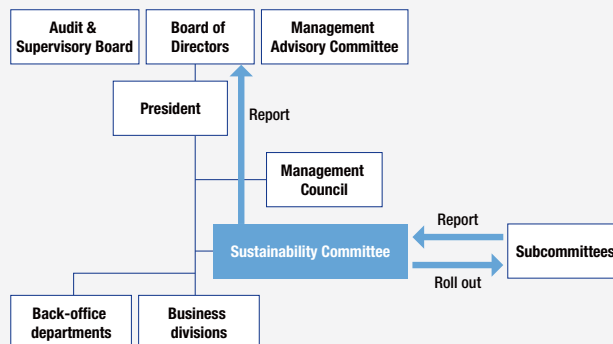 Audit &
Supervisory Board
Board of
Directors
Management
Advisory Committee
President
Report
Management
Council
Sustainability Committee
Report
Subcommittees
Roll out
Back-office
departments
Business
divisions